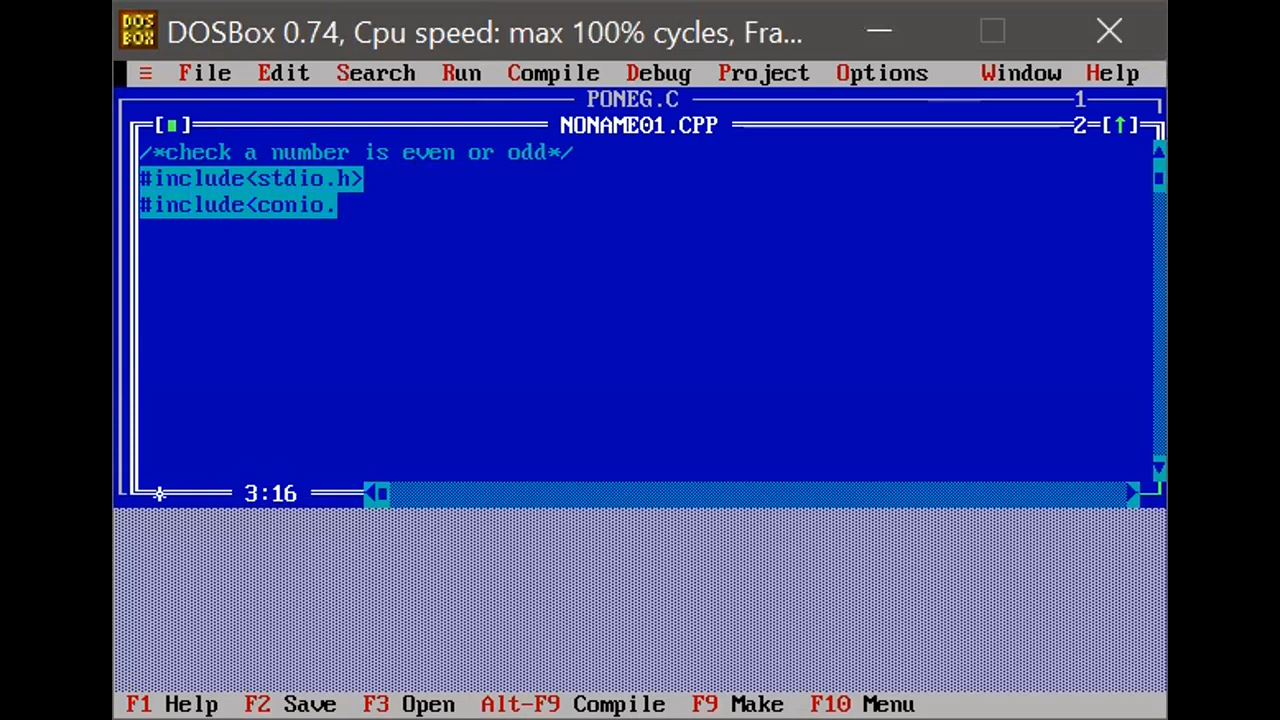 DOS BOX DOSBox 0.74, Cpu speed: max 100% cycles, Fra...
≡ File Edit Search Run Compile Debug Project Options Window Help
PONEG.C 1
[■] NONAME01.CPP 2=[↑]
/*check a number is even or odd*/
#include<stdio.h>
#include<conio.
3:16
F1 Help F2 Save F3 Open Alt-F9 Compile F9 Make F10 Menu